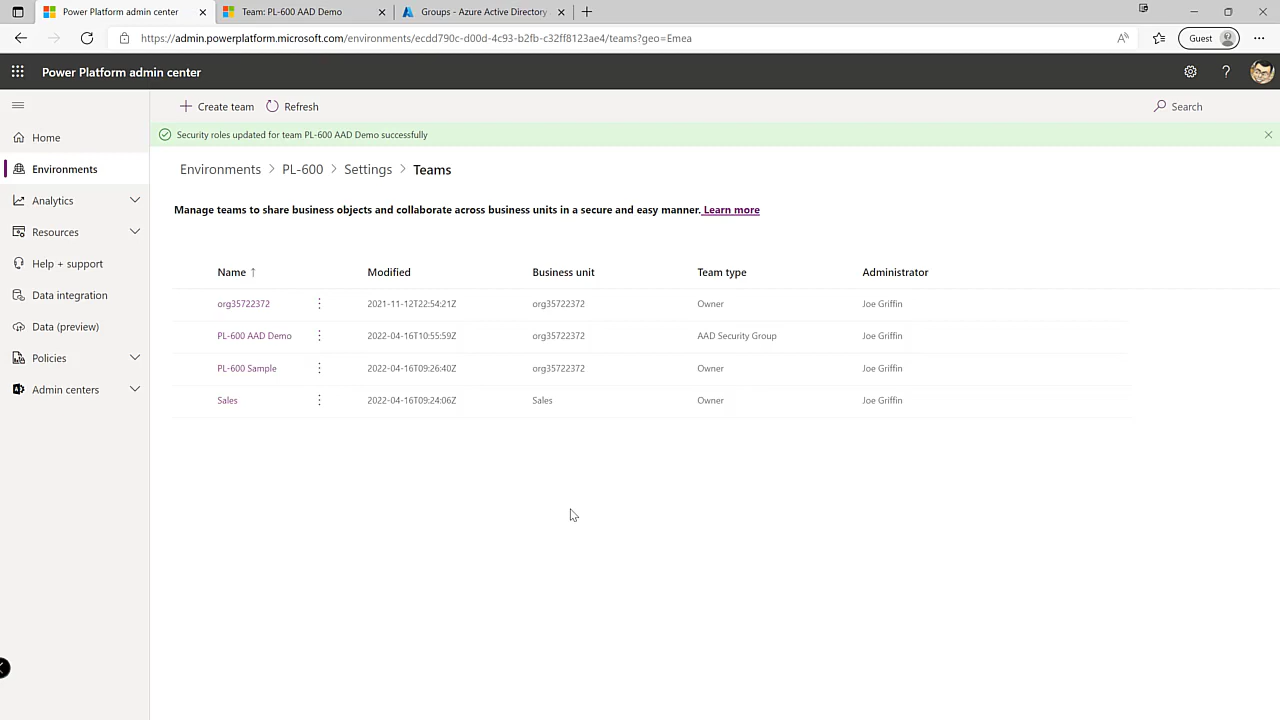 Power Platform admin center
Team: PL-600 AAD Demo
Groups - Azure Active Directory
https://admin.powerplatform.microsoft.com/environments/ecdd790c-d00d-4c93-b2fb-c32ff8123ae4/teams?geo=Emea
Guest
Power Platform admin center
Create team
Refresh
Search
Home
Security roles updated for team PL-600 AAD Demo successfully
Environments
Environments > PL-600 > Settings > Teams
Analytics
Manage teams to share business objects and collaborate across business units in a secure and easy manner. Learn more
Resources
Help + support
Data integration
Data (preview)
Policies
Admin centers
Name ↑ Modified Business unit Team type Administrator
org35722372 2021-11-12T22:54:21Z org35722372 Owner Joe Griffin
PL-600 AAD Demo 2022-04-16T10:55:59Z org35722372 AAD Security Group Joe Griffin
PL-600 Sample 2022-04-16T09:26:40Z org35722372 Owner Joe Griffin
Sales 2022-04-16T09:24:06Z Sales Owner Joe Griffin